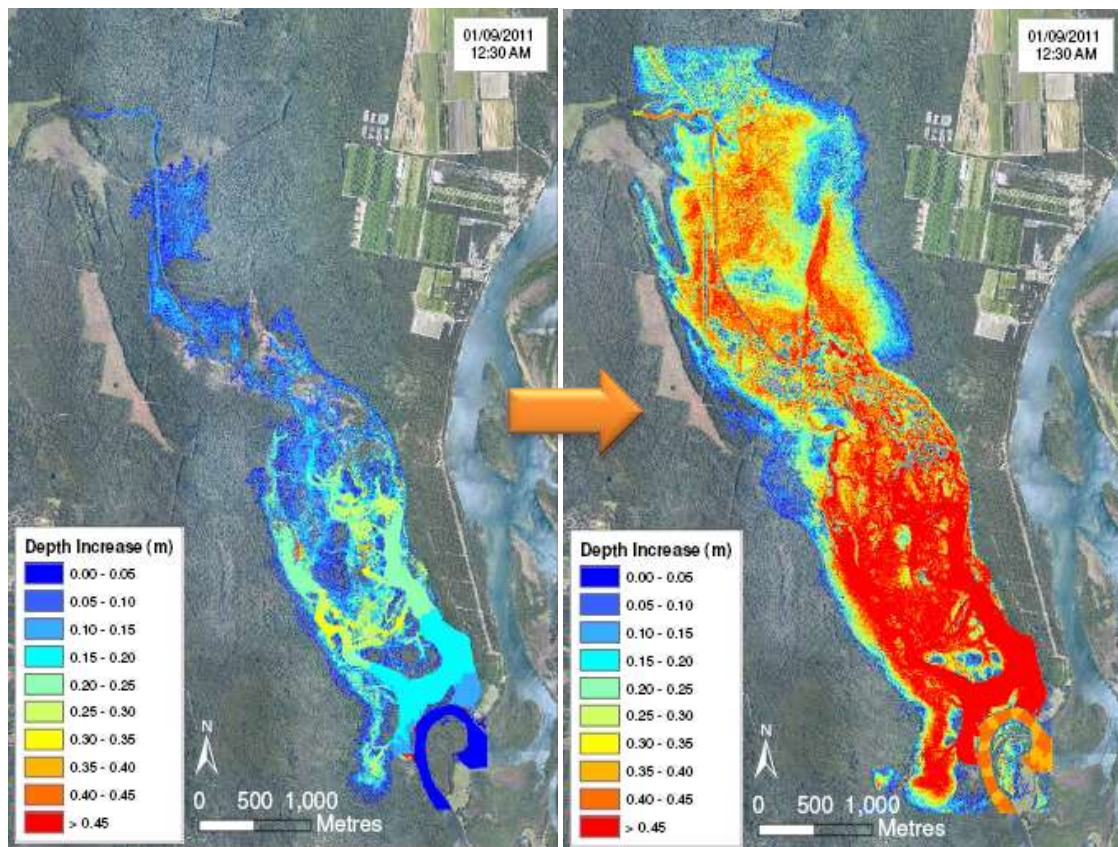 01/09/2011
12:30 AM
Depth Increase (m)
0.00 - 0.05
0.05 - 0.10
0.10 - 0.15
0.15 - 0.20
0.20 - 0.25
0.25 - 0.30
0.30 - 0.35
0.35 - 0.40
0.40 - 0.45
> 0.45
N
0 500 1,000
Metres
01/09/2011
12:30 AM
Depth Increase (m)
0.00 - 0.05
0.05 - 0.10
0.10 - 0.15
0.15 - 0.20
0.20 - 0.25
0.25 - 0.30
0.30 - 0.35
0.35 - 0.40
0.40 - 0.45
> 0.45
N
0 500 1,000
Metres